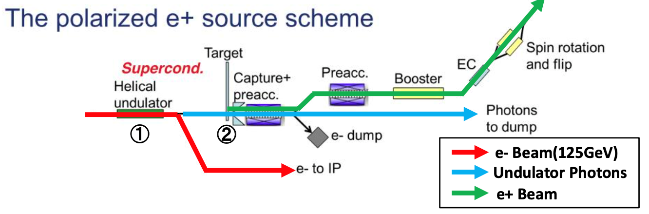 The polarized e+ source scheme
Target
Supercond.
Helical
undulator
Capture+
preacc.
Preacc.
Booster
EC
Spin rotation
and flip
①
②
Photons
to dump
e- dump
e- to IP
e- Beam(125GeV)
Undulator Photons
e+ Beam